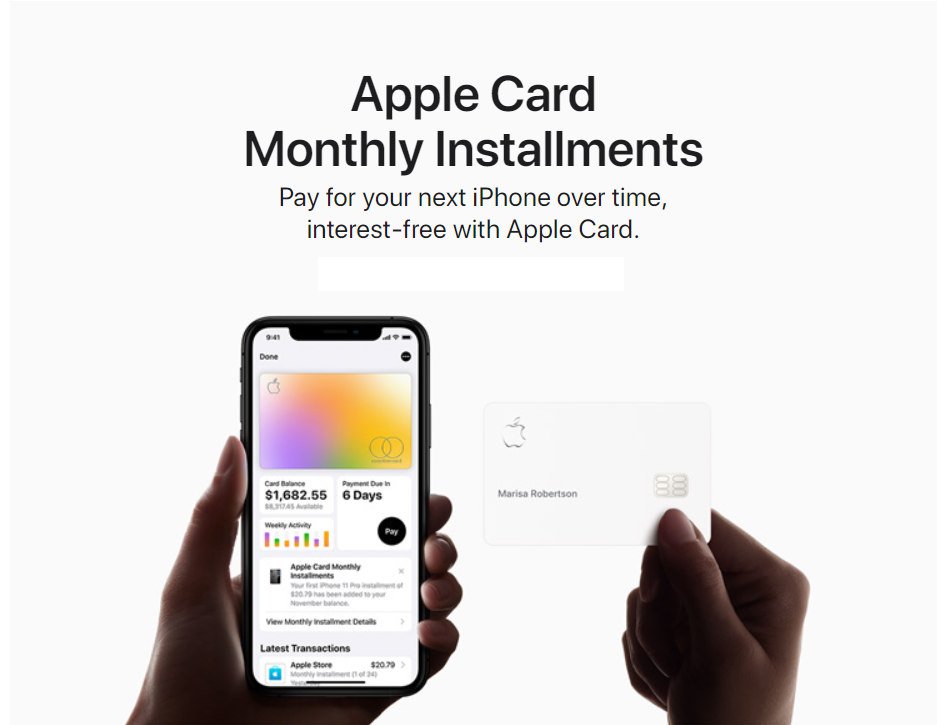 Apple Card
Monthly Installments
Pay for your next iPhone over time,
interest-free with Apple Card.
9:41
Done
mastercard
Card Balance
$1,682.55
$8,317.45 Available
Payment Due In
6 Days
Weekly Activity
Pay
Apple Card Monthly
Installments
Your first iPhone 11 Pro installment of
$20.79 has been added to your
November balance.
View Monthly Installment Details
Latest Transactions
Apple Store $20.79
Monthly Installment (1 of 24)
Yesterday
Marisa Robertson